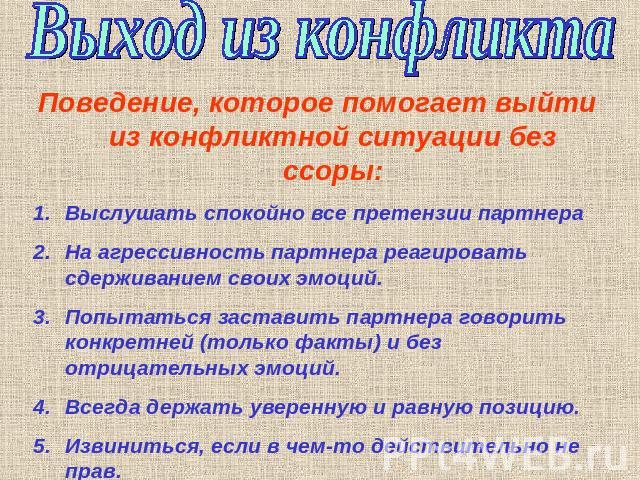 Выход из конфликта
Поведение, которое помогает выйти
из конфликтной ситуации без
ссоры:
1. Выслушать спокойно все претензии партнера
2. На агрессивность партнера реагировать
сдерживанием своих эмоций.
3. Попытаться заставить партнера говорить
конкретней (только факты) и без
отрицательных эмоций.
4. Всегда держать уверенную и равную позицию.
5. Извиниться, если в чем-то действительно не
прав.
PPt4WEB.ru